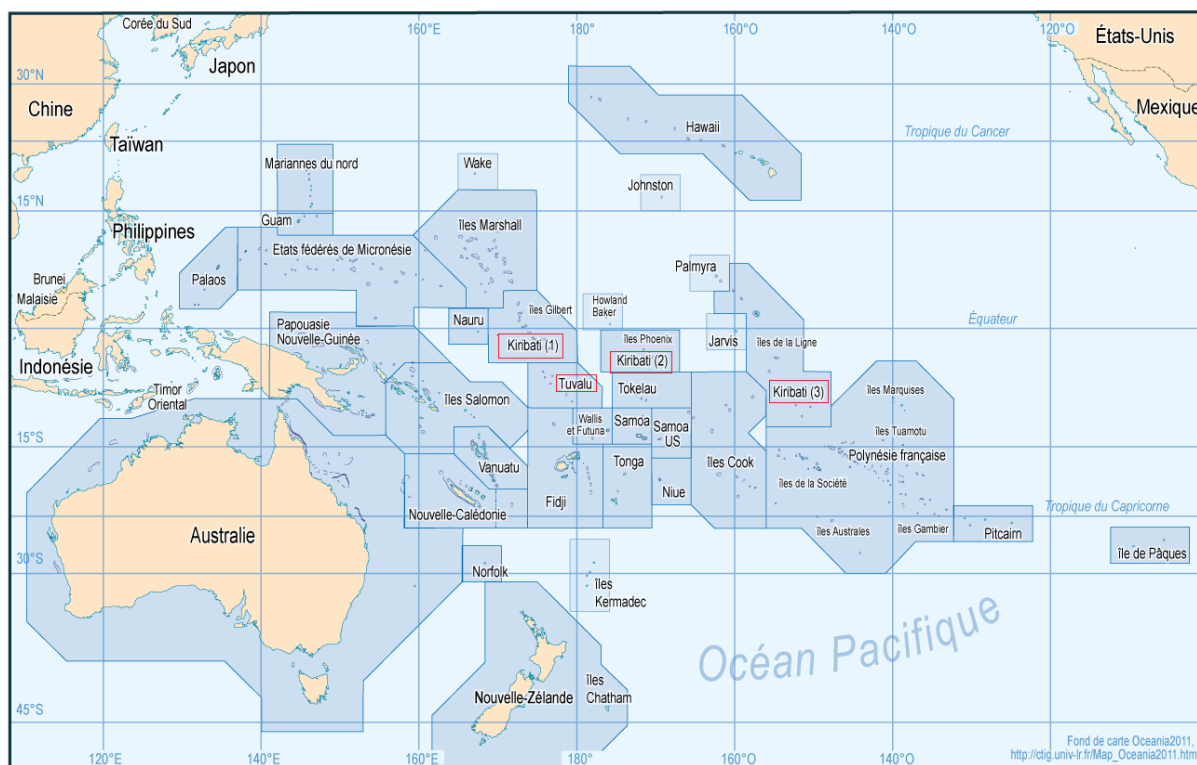 Corée du Sud
160°E
180°
160°O
140°O
120°O
États-Unis
Japon
30°N
Chine
Mexique
Hawaii
Tropique du Cancer
Taïwan
Mariannes du nord
Wake
Johnston
15°N
Guam
îles Marshall
Philippines
Etats fédérés de Micronésie
Palmyra
Palaos
Brunei
Malaisie
Howland
Baker
îles Gilbert
Nauru
Équateur
Papouasie
Nouvelle-Guinée
Kiribati (1)
îles Phoenix
Kiribati (2)
Jarvis
îles de la Ligne
Indonésie
Tuvalu
Tokelau
Kiribati (3)
îles Marquises
Timor
Oriental
îles Salomon
Wallis
et Futuna
Samoa
Samoa
US
îles Tuamotu
15°S
Polynésie française
Vanuatu
Tonga
îles Cook
îles de la Société
Niue
Fidji
Nouvelle-Calédonie
Tropique du Capricorne
Australie
îles Australes
îles Gambier
Pitcairn
île de Pâques
30°S
Norfolk
îles
Kermadec
Océan Pacifique
îles
Chatham
Nouvelle-Zélande
45°S
Fond de carte Oceania2011,
http://ctig.univ-lr.fr/Map_Oceania2011.htm
120°E
140°E
160°E
180°
160°O
140°O